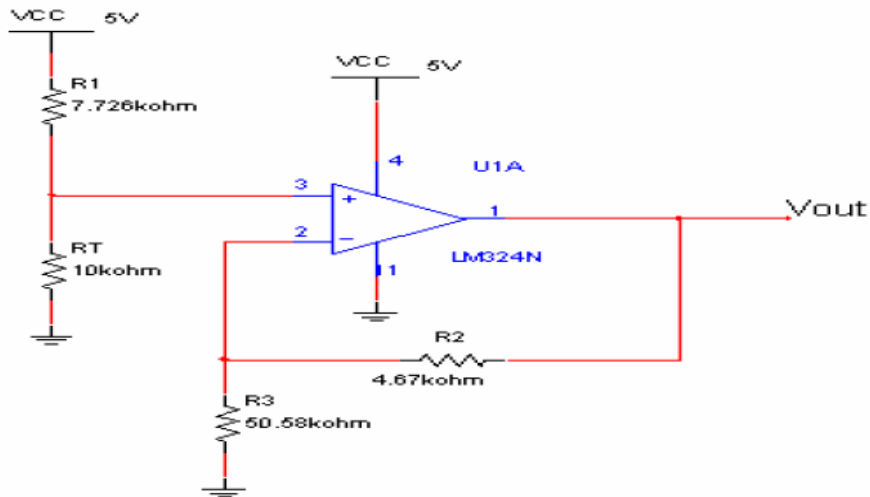 VCC 5V
R1
7.726kohm
VCC 5V
4
U1A
3
+
1
Vout
2
−
RT
10kohm
LM324N
11
R2
4.67kohm
R3
50.58kohm